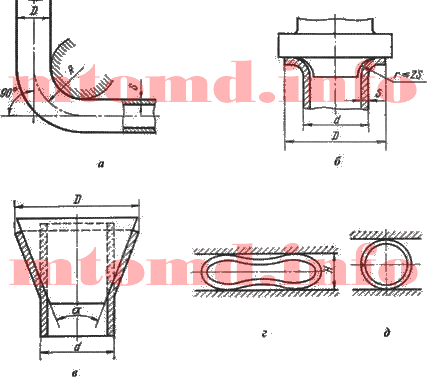 D
R
S
90°
mtomd.info
а
r=2S
S
d
D
б
D
mtomd.info
α
H
d
в
г
д